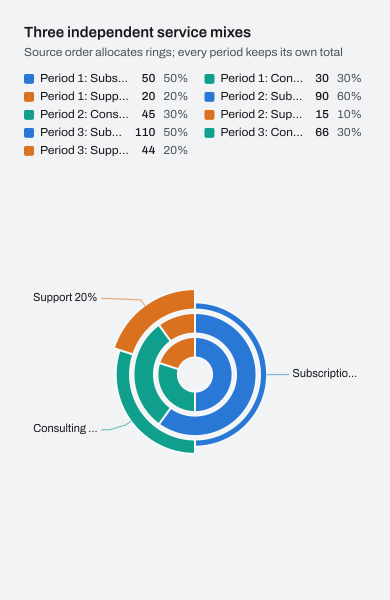 Three independent service mixes
Source order allocates rings; every period keeps its own total
Period 1: Subs... 50 50% Period 1: Con... 30 30%
Period 1: Supp... 20 20% Period 2: Sub... 90 60%
Period 2: Cons... 45 30% Period 2: Sup... 15 10%
Period 3: Sub... 110 50% Period 3: Con... 66 30%
Period 3: Supp... 44 20%
Support 20%
Subscriptio...
Consulting ...